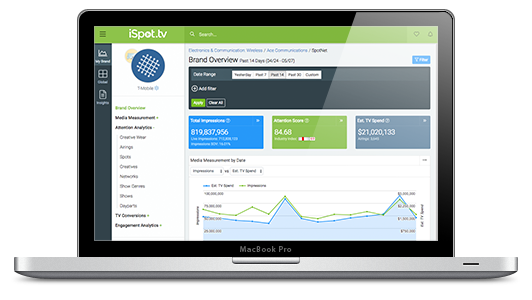 iSpot.tv
Search...
My Brand
Global
Insights
T-Mobile
Brand Overview
Media Measurement
Attention Analytics
Creative Wear
Airings
Spots
Creatives
Networks
Show Genres
Shows
Dayparts
TV Conversions
Engagement Analytics
Electronics & Communication: Wireless / Ace Communications / SpotNet
Brand Overview Past 14 Days (04/24 - 05/07)
Filter
Date Range Yesterday Past 7 Past 14 Past 30 Custom
Add filter
Apply Clear All
Total Impressions
819,837,956
Attention Score
84.68
Est. TV Spend
$21,020,133
Media Measurement by Date
Impressions vs Est. TV Spend
Est. TV Spend Impressions
Impressions
Est. TV Spend
MacBook Pro